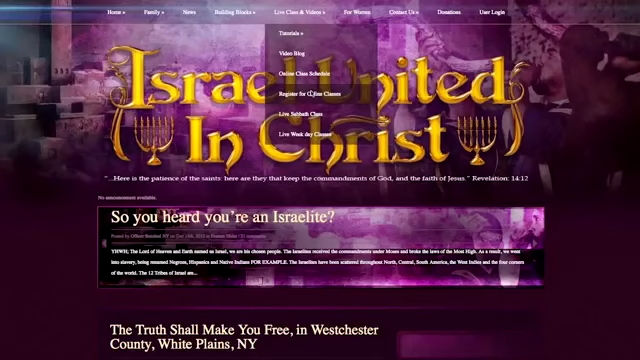 Home » Family » News Building Blocks » Live Class & Videos » For Women Contact Us » Donations User Login
Tutorials »
Video Blog
Online Class Schedule
Register for Online Classes
Live Sabbath Class
Live Week day Classes
Israel United
In Christ
"...Here is the patience of the saints: here are they that keep the commandments of God, and the faith of Jesus." Revelation: 14:12
No announcement available.
So you heard you're an Israelite?
YHWH; The Lord of Heaven and Earth named us Israel, we are his chosen people. The Israelites received the commandments under Moses and broke the laws of the Most High. As a result, we went
into slavery, being renamed Negroes, Hispanics and Native Indians FOR EXAMPLE. The Israelites have been scattered throughout North, Central, South America, the West Indies and the four corners
of the world. The 12 Tribes of Israel are...
The Truth Shall Make You Free, in Westchester
County, White Plains, NY